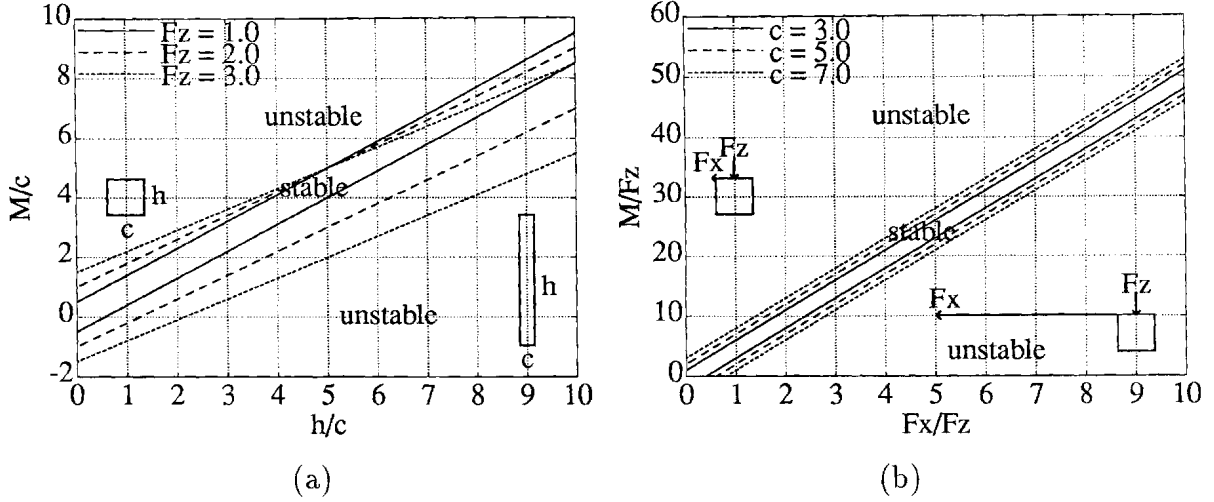 10
8
6
4
2
0
-2
M/c
Fz = 1.0
Fz = 2.0
Fz = 3.0
unstable
stable
unstable
h
c
h
c
0 1 2 3 4 5 6 7 8 9 10
h/c
(a)
60
50
40
30
20
10
0
M/Fz
c = 3.0
c = 5.0
c = 7.0
unstable
Fz
Fx
stable
Fz
Fx
unstable
0 1 2 3 4 5 6 7 8 9 10
Fx/Fz
(b)